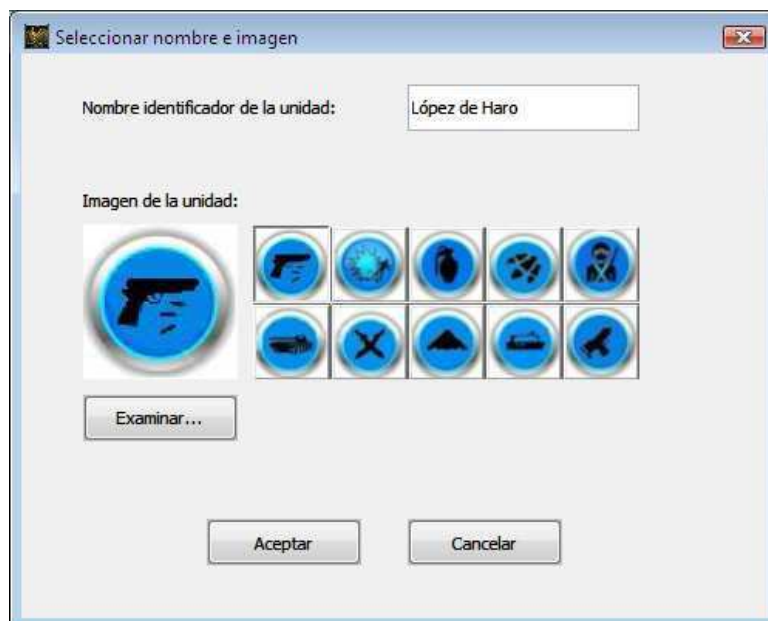 Seleccionar nombre e imagen
Nombre identificador de la unidad: López de Haro
Imagen de la unidad:
Examinar...
Aceptar Cancelar